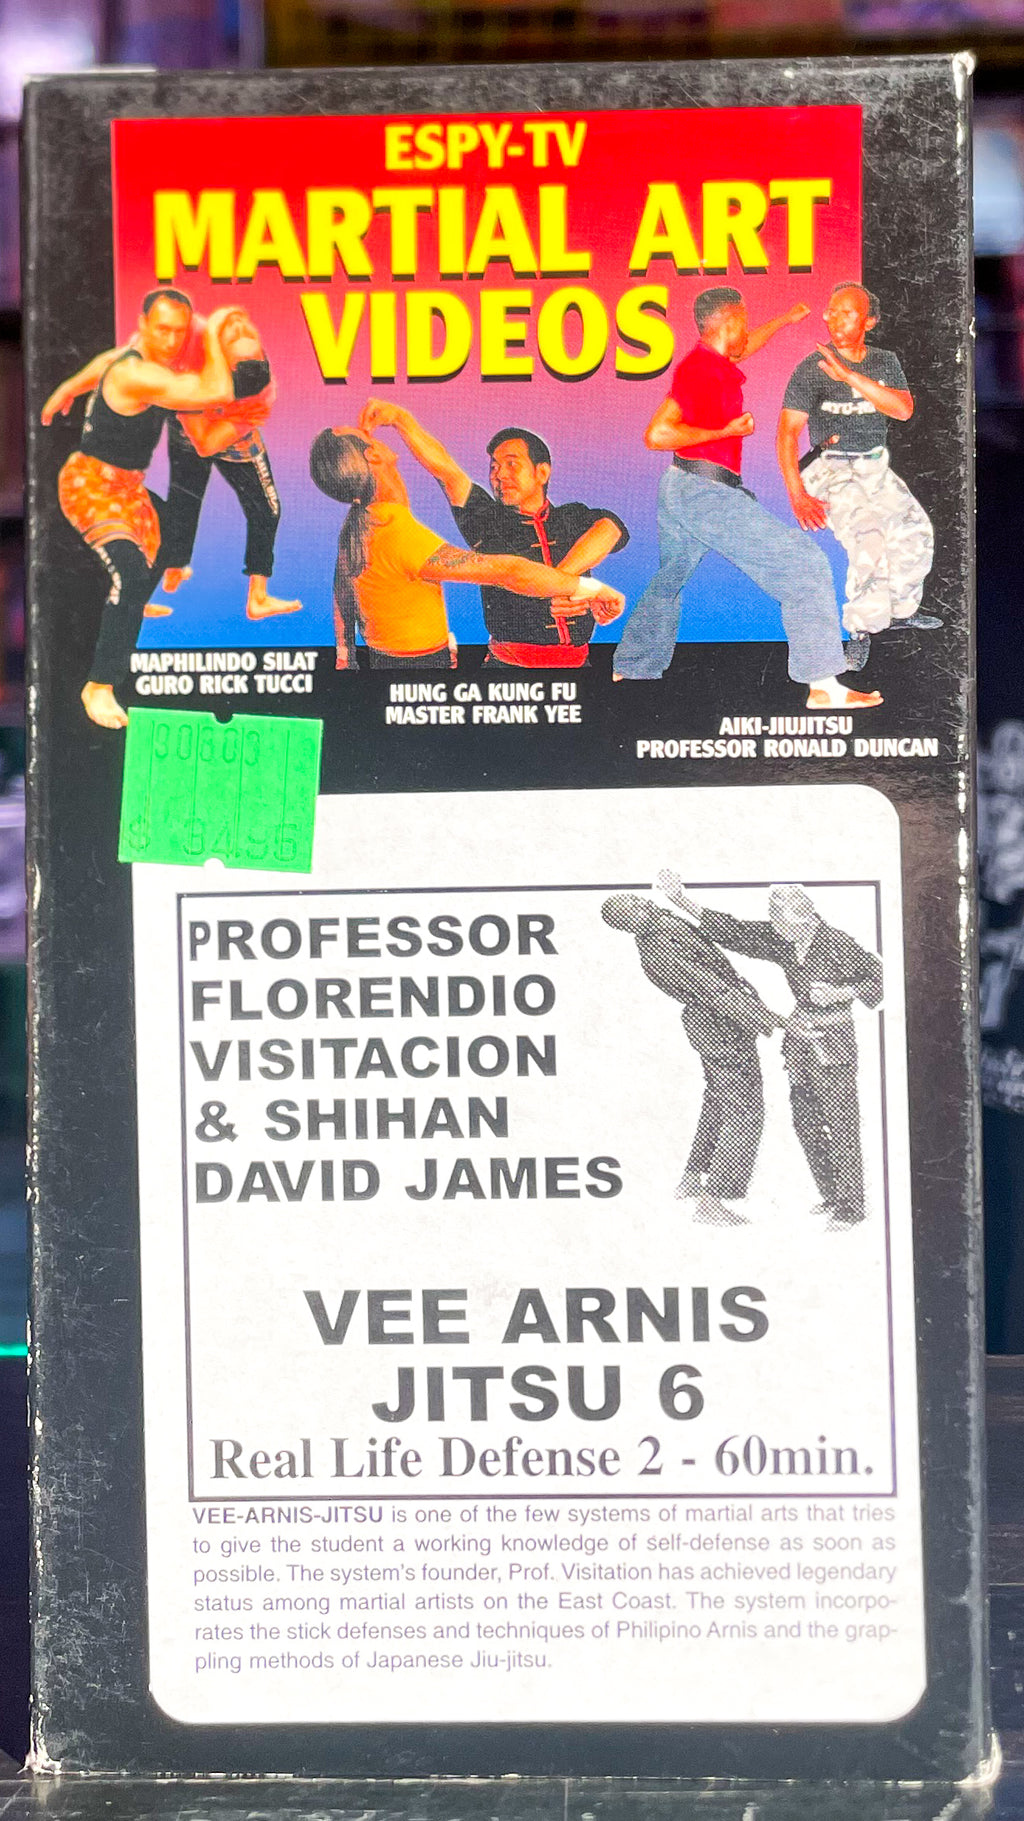 ESPY-TV
MARTIAL ART
VIDEOS
MAPHILINDO SILAT
GURO RICK TUCCI
HUNG GA KUNG FU
MASTER FRANK YEE
AIKI-JIUJITSU
PROFESSOR RONALD DUNCAN
$ 34.96
PROFESSOR
FLORENDIO
VISITACION
& SHIHAN
DAVID JAMES
VEE ARNIS
JITSU 6
Real Life Defense 2 - 60min.
VEE-ARNIS-JITSU is one of the few systems of martial arts that tries
to give the student a working knowledge of self-defense as soon as
possible. The system's founder, Prof. Visitation has achieved legendary
status among martial artists on the East Coast. The system incorpo-
rates the stick defenses and techniques of Philipino Arnis and the grap-
pling methods of Japanese Jiu-jitsu.